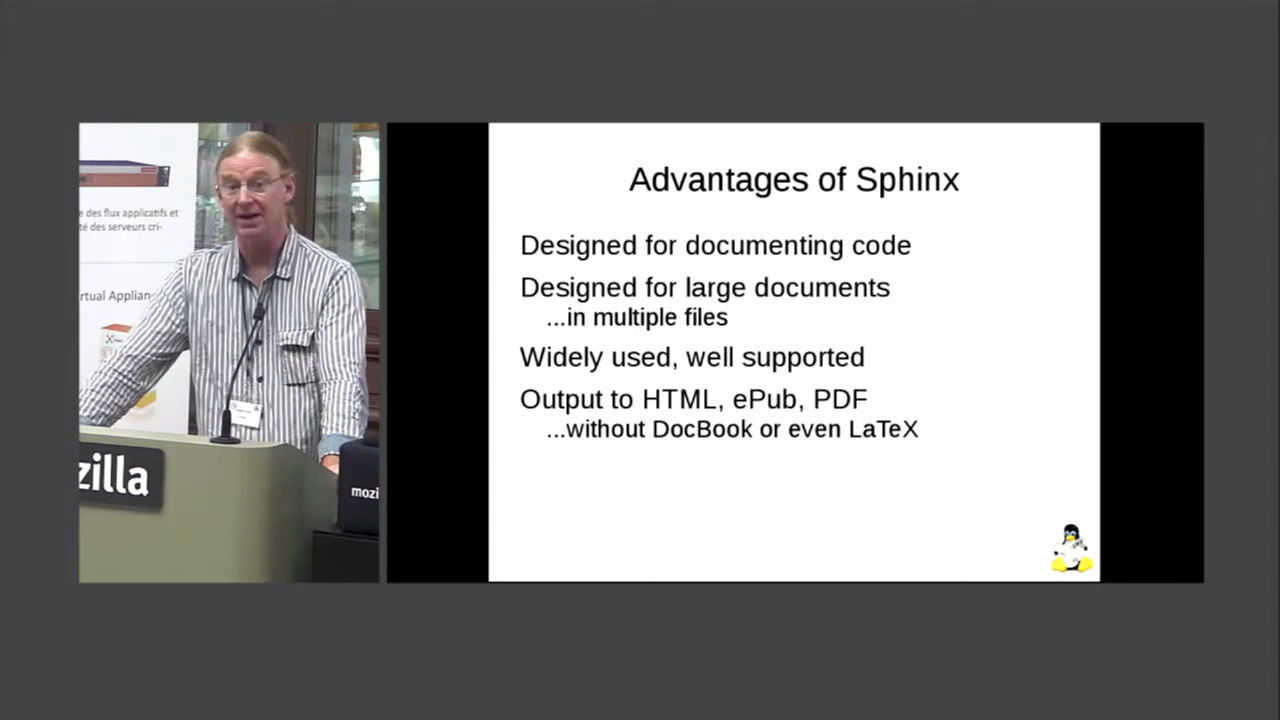 e des flux applicatifs et
té des serveurs cri-
rtual Applian
zilla
mozi
Advantages of Sphinx
Designed for documenting code
Designed for large documents
...in multiple files
Widely used, well supported
Output to HTML, ePub, PDF
...without DocBook or even LaTeX